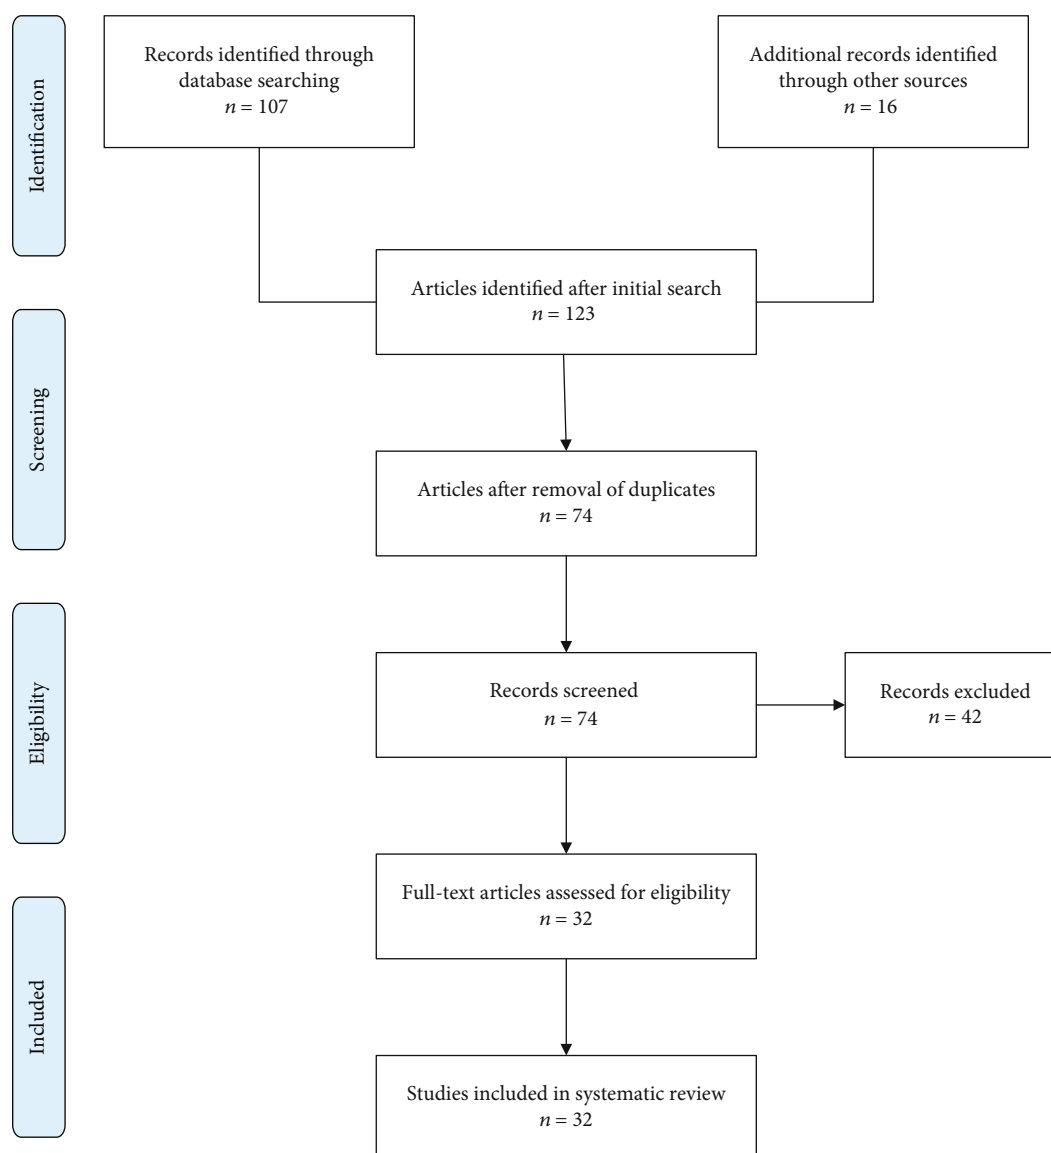 Identification
Records identified through
database searching
n = 107
Additional records identified
through other sources
n = 16
Articles identified after initial search
n = 123
Screening
Articles after removal of duplicates
n = 74
Eligibility
Records screened
n = 74
Records excluded
n = 42
Full-text articles assessed for eligibility
n = 32
Included
Studies included in systematic review
n = 32